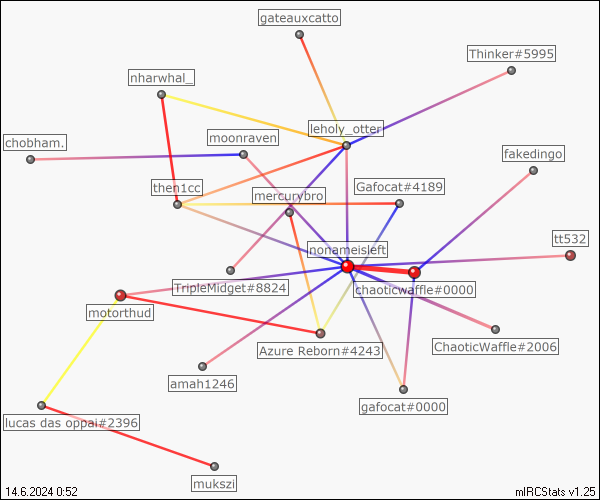 gateauxcatto
Thinker#5995
nharwhal_
leholy_otter
chobham.
moonraven
fakedingo
then1cc
mercurybro
Gafocat#4189
nonameisleft
tt532
TripleMidget#8824
chaoticwaffle#0000
motorthud
Azure Reborn#4243
ChaoticWaffle#2006
amah1246
gafocat#0000
lucas das oppai#2396
mukszi
14.6.2024 0:52
mIRCStats v1.25